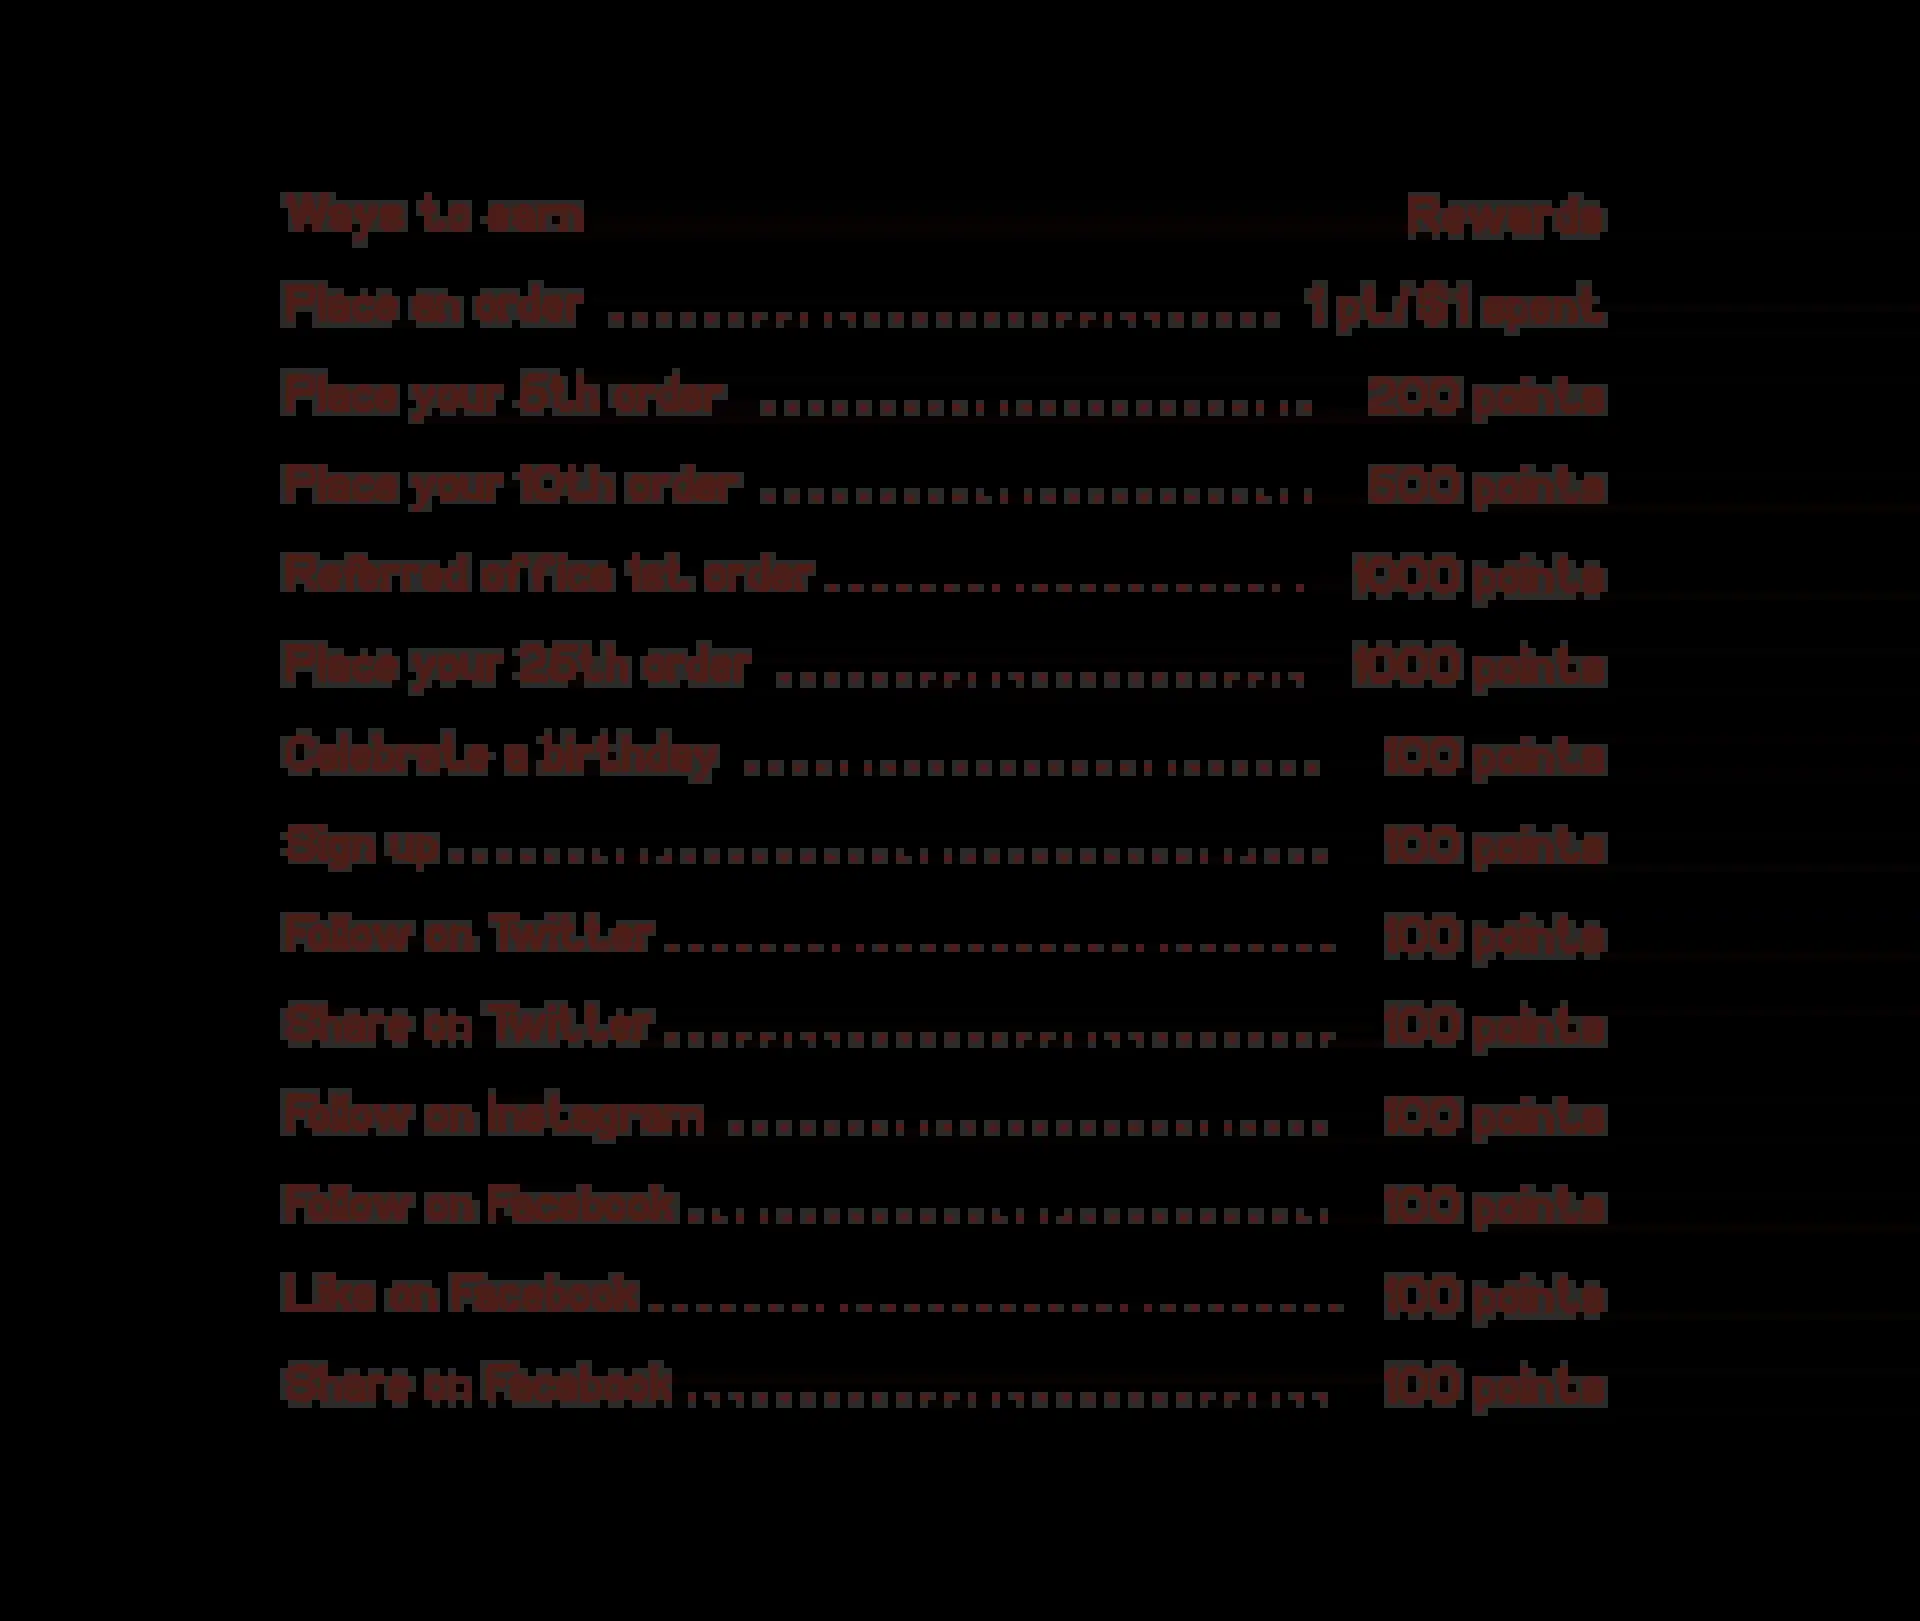 Ways to earn Rewards
Place an order ........................ 1 pt. / $1 spent
Place your 5th order ........................ 200 points
Place your 10th order ........................ 500 points
Referred office 1st order ........................ 1000 points
Place your 25th order ........................ 1000 points
Celebrate a birthday ........................ 100 points
Sign up ........................ 100 points
Follow on Twitter ........................ 100 points
Share on Twitter ........................ 100 points
Follow on Instagram ........................ 100 points
Follow on Facebook ........................ 100 points
Like on Facebook ........................ 100 points
Share on Facebook ........................ 100 points